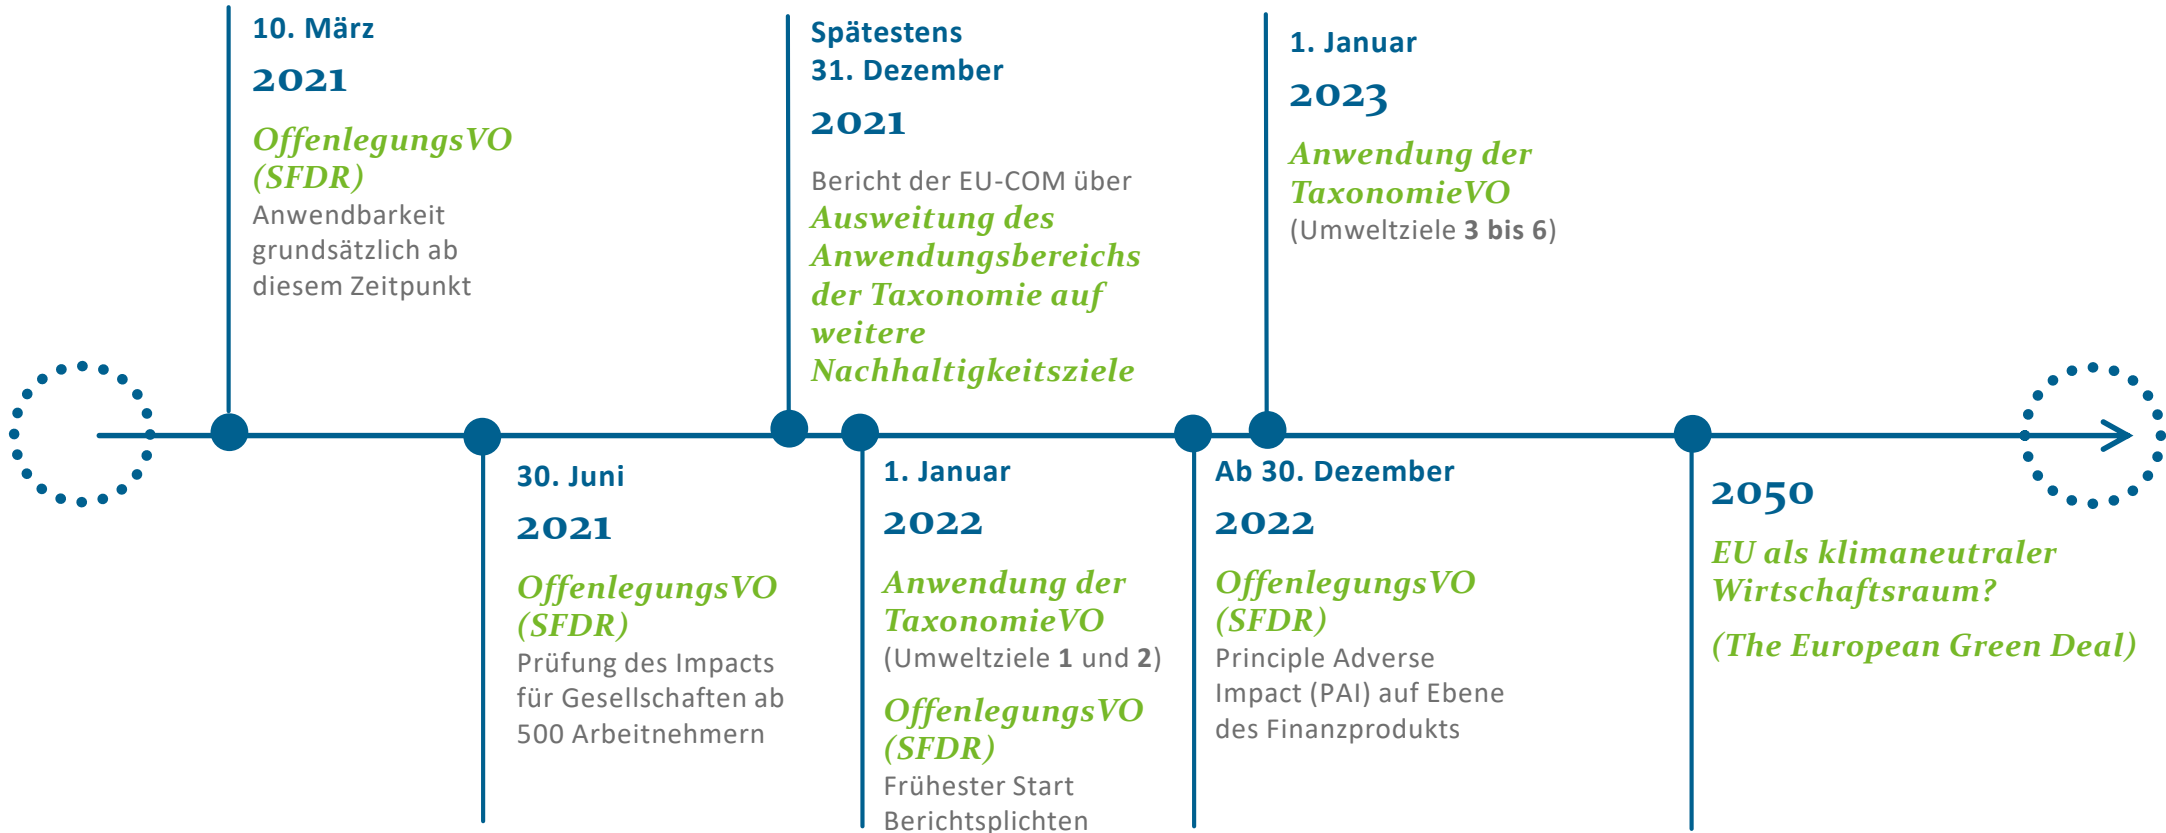 10. März
2021
OffenlegungsVO
(SFDR)
Anwendbarkeit
grundsätzlich ab
diesem Zeitpunkt
30. Juni
2021
OffenlegungsVO
(SFDR)
Prüfung des Impacts
für Gesellschaften ab
500 Arbeitnehmern
Spätestens
31. Dezember
2021
Bericht der EU-COM über
Ausweitung des
Anwendungsbereichs
der Taxonomie auf
weitere
Nachhaltigkeitsziele
1. Januar
2022
Anwendung der
TaxonomieVO
(Umweltziele 1 und 2)
OffenlegungsVO
(SFDR)
Frühester Start
Berichtsplichten
Ab 30. Dezember
2022
OffenlegungsVO
(SFDR)
Principle Adverse
Impact (PAI) auf Ebene
des Finanzprodukts
1. Januar
2023
Anwendung der
TaxonomieVO
(Umweltziele 3 bis 6)
2050
EU als klimaneutraler
Wirtschaftsraum?
(The European Green Deal)